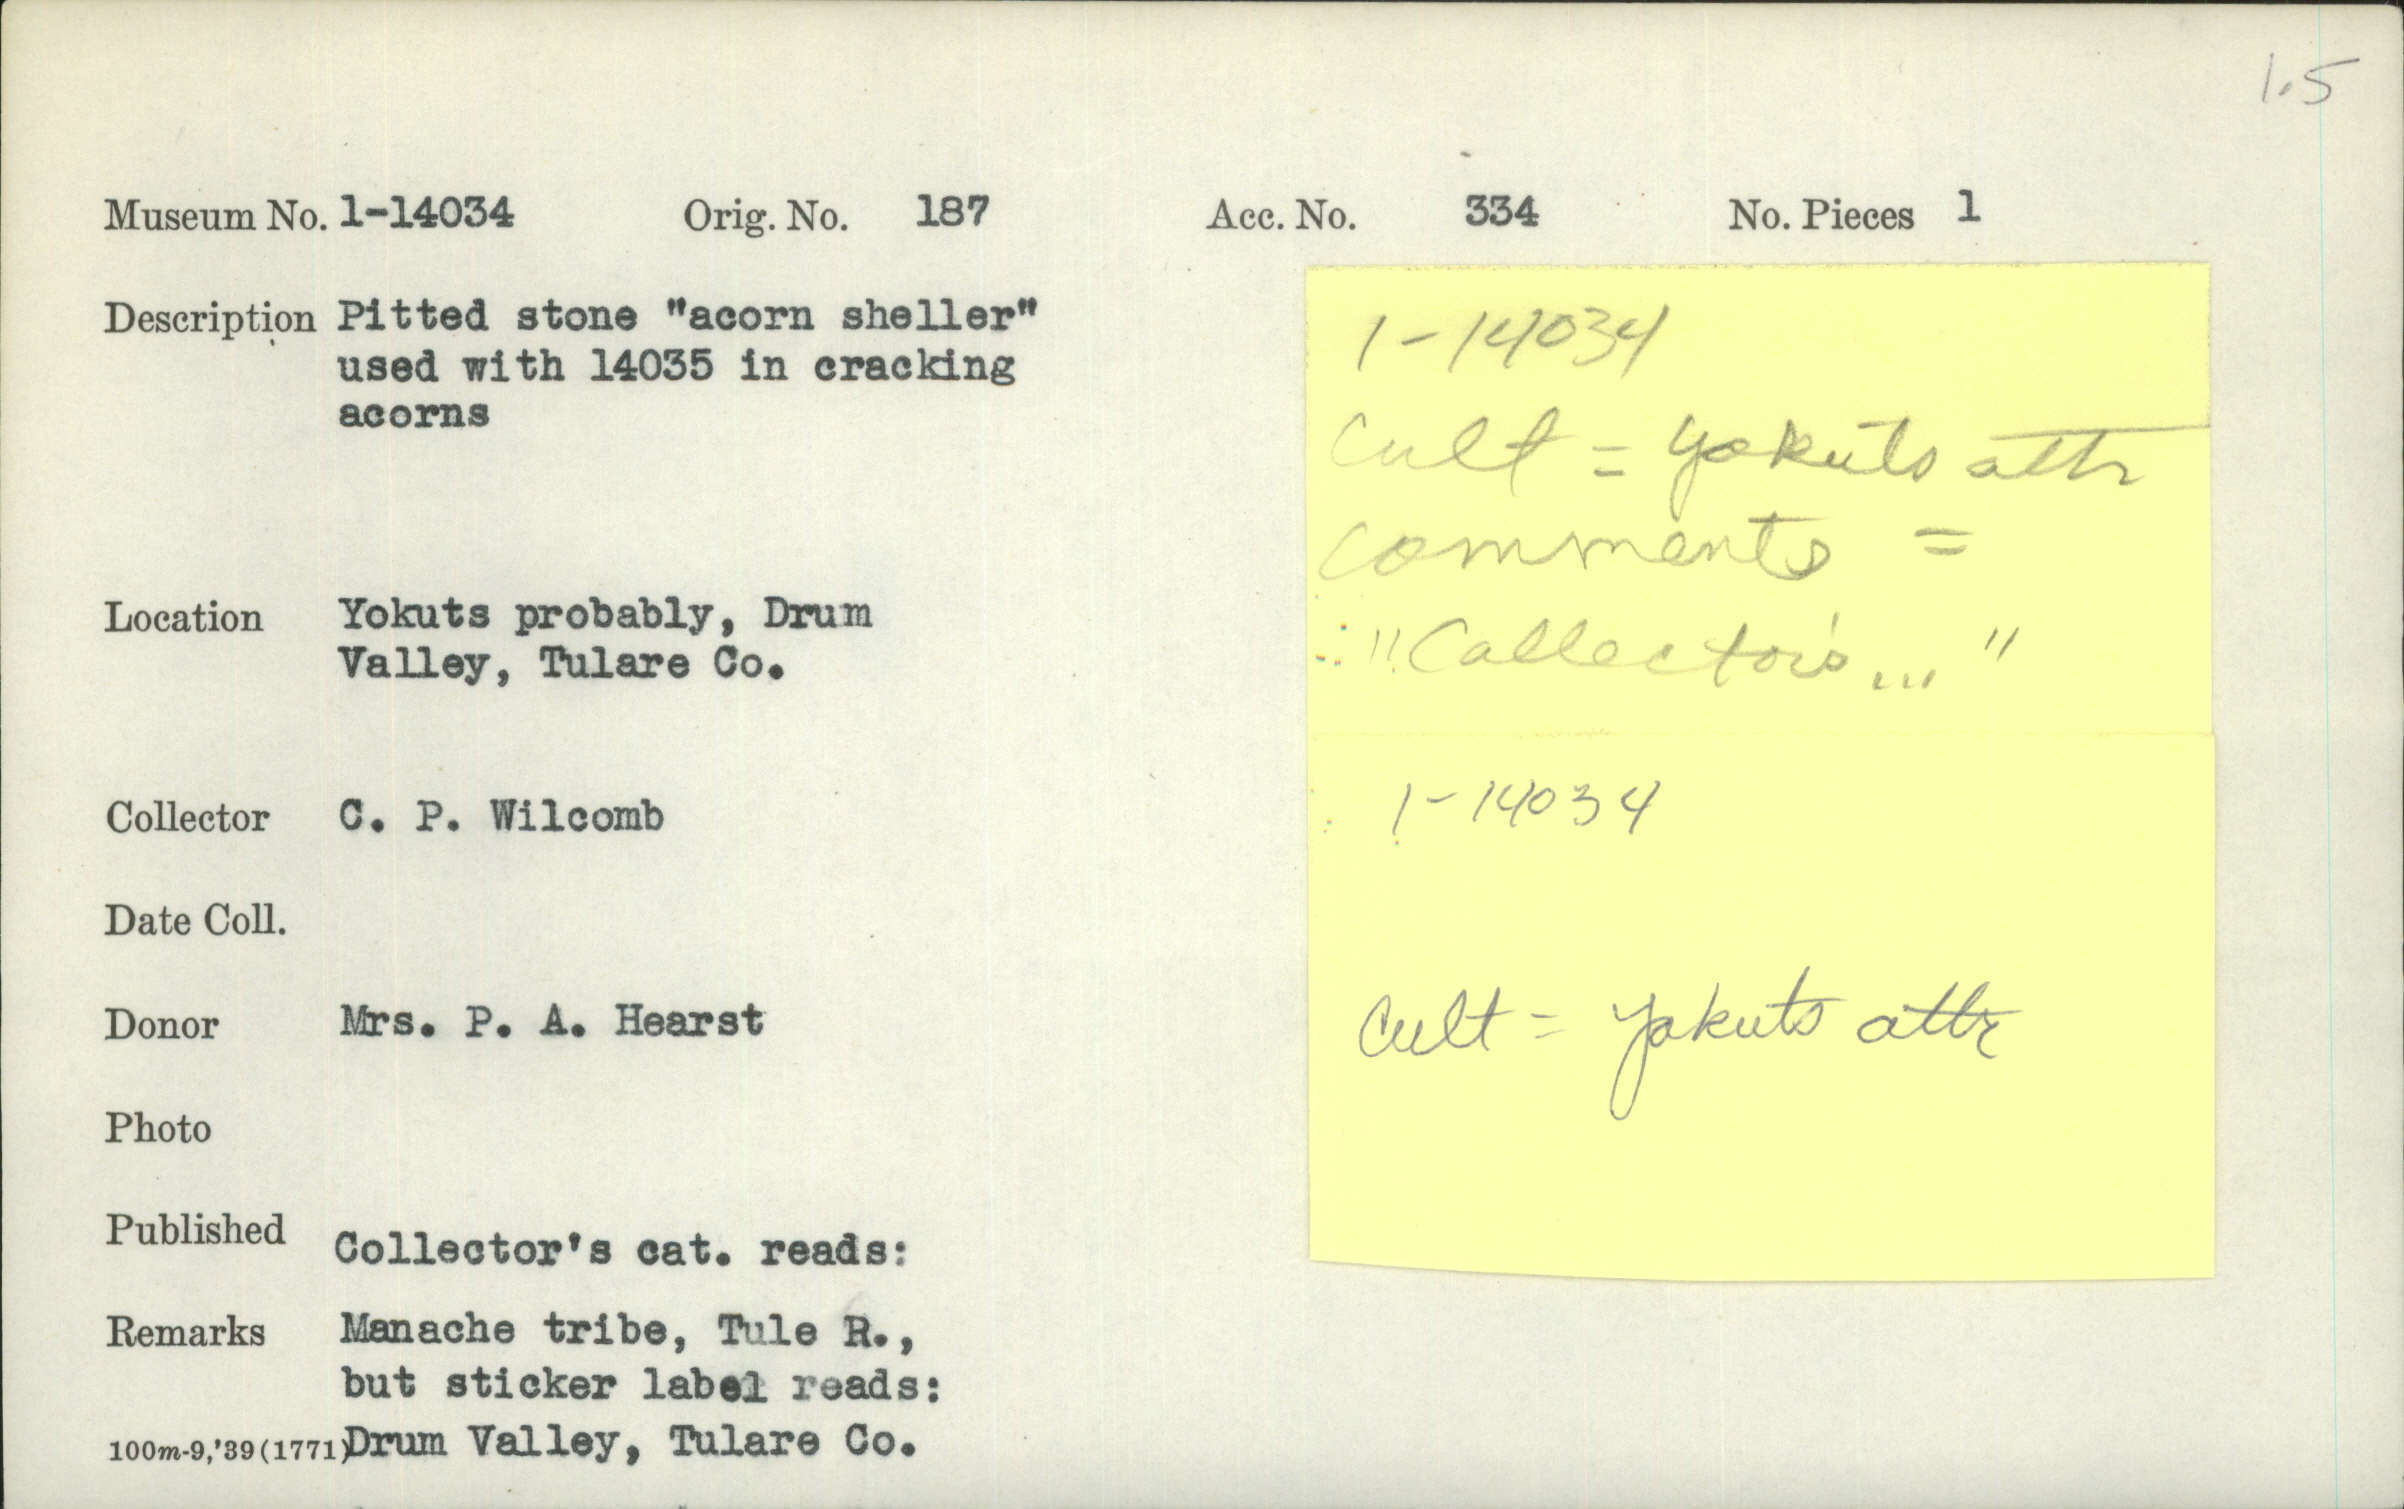 1.5
Museum No. 1-14034 Orig. No. 187 Acc. No. 334 No. Pieces 1
Description Pitted stone "acorn sheller"
used with 14035 in cracking
acorns
Location Yokuts probably, Drum
Valley, Tulare Co.
Collector C. P. Wilcomb
Date Coll.
Donor Mrs. P. A. Hearst
Photo
Published Collector's cat. reads:
Remarks Manache tribe, Tule R.,
but sticker label reads:
100m-9,'39(1771) Drum Valley, Tulare Co.
1-14034
Cult = Yokuts attr
Comments =
"Collector's ... "
1-14034
Cult = Yokuts attr